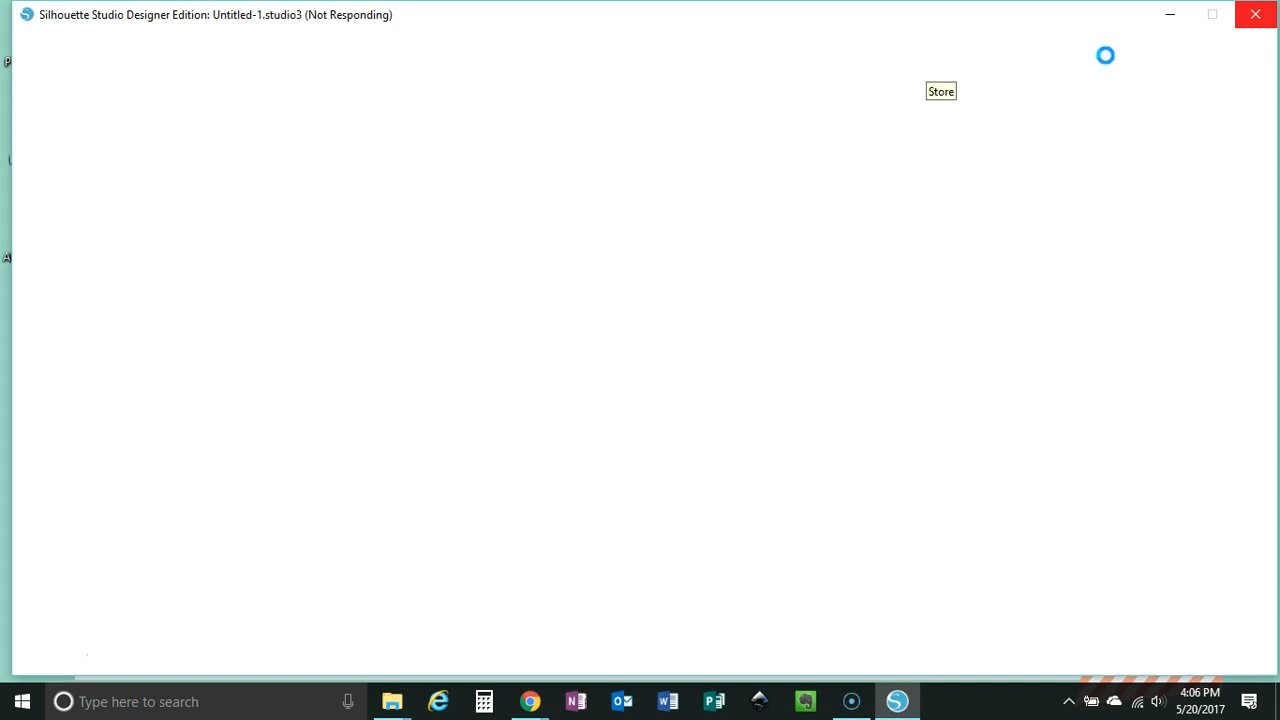 Silhouette Studio Designer Edition: Untitled-1.studio3 (Not Responding)
P
Store
A
Type here to search
4:06 PM
5/20/2017